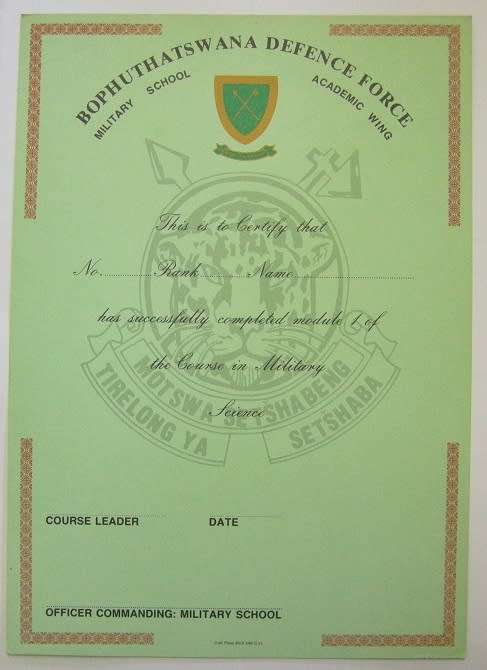 BOPHUTHATSWANA DEFENCE FORCE
MILITARY SCHOOL ACADEMIC WING
This is to Certify that
No. Rank Name
has successfully completed module 1 of
the Course in Military
Science
MOTSWA SETSHABENG
TIRELONG YA SETŠHABA
COURSE LEADER DATE
OFFICER COMMANDING: MILITARY SCHOOL